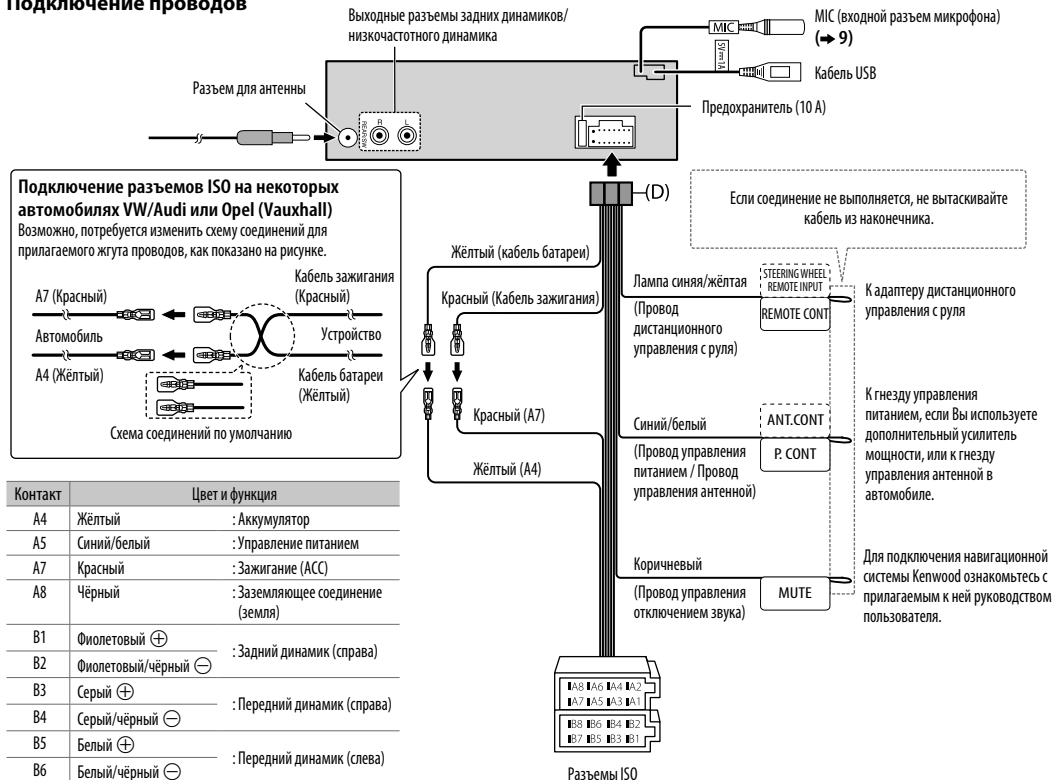 Подключение проводов
Выходные разъемы задних динамиков/
низкочастотного динамика
MIC (входной разъем микрофона)
(➜ 9)
MIC
5V⎓1A
Кабель USB
Разъем для антенны
Предохранитель (10 А)
REAR/SW
R
L
Подключение разъемов ISO на некоторых
автомобилях VW/Audi или Opel (Vauxhall)
Возможно, потребуется изменить схему соединений для
прилагаемого жгута проводов, как показано на рисунке.
A7 (Красный)
Кабель зажигания
(Красный)
Автомобиль
Устройство
A4 (Жёлтый)
Кабель батареи
(Жёлтый)
Схема соединений по умолчанию
(D)
Если соединение не выполняется, не вытаскивайте
кабель из наконечника.
Жёлтый (кабель батареи)
Красный (Кабель зажигания)
Красный (A7)
Жёлтый (A4)
Лампа синяя/жёлтая
(Провод
дистанционного
управления с руля)
STEERING WHEEL
REMOTE INPUT
REMOTE CONT
К адаптеру дистанционного
управления с руля
Синий/белый
(Провод управления
питанием / Провод
управления антенной)
ANT.CONT
P. CONT
К гнезду управления
питанием, если Вы используете
дополнительный усилитель
мощности, или к гнезду
управления антенной в
автомобиле.
Коричневый
(Провод управления
отключением звука)
MUTE
Для подключения навигационной
системы Kenwood ознакомьтесь с
прилагаемым к ней руководством
пользователя.
Контакт Цвет и функция
A4 Жёлтый : Аккумулятор
A5 Синий/белый : Управление питанием
A7 Красный : Зажигание (ACC)
A8 Чёрный : Заземляющее соединение
(земля)
B1 Фиолетовый ⊕
: Задний динамик (справа)
B2 Фиолетовый/чёрный ⊖
B3 Серый ⊕
: Передний динамик (справа)
B4 Серый/чёрный ⊖
B5 Белый ⊕
: Передний динамик (слева)
B6 Белый/чёрный ⊖
A8 A6 A4 A2
A7 A5 A3 A1
B8 B6 B4 B2
B7 B5 B3 B1
Разъемы ISO